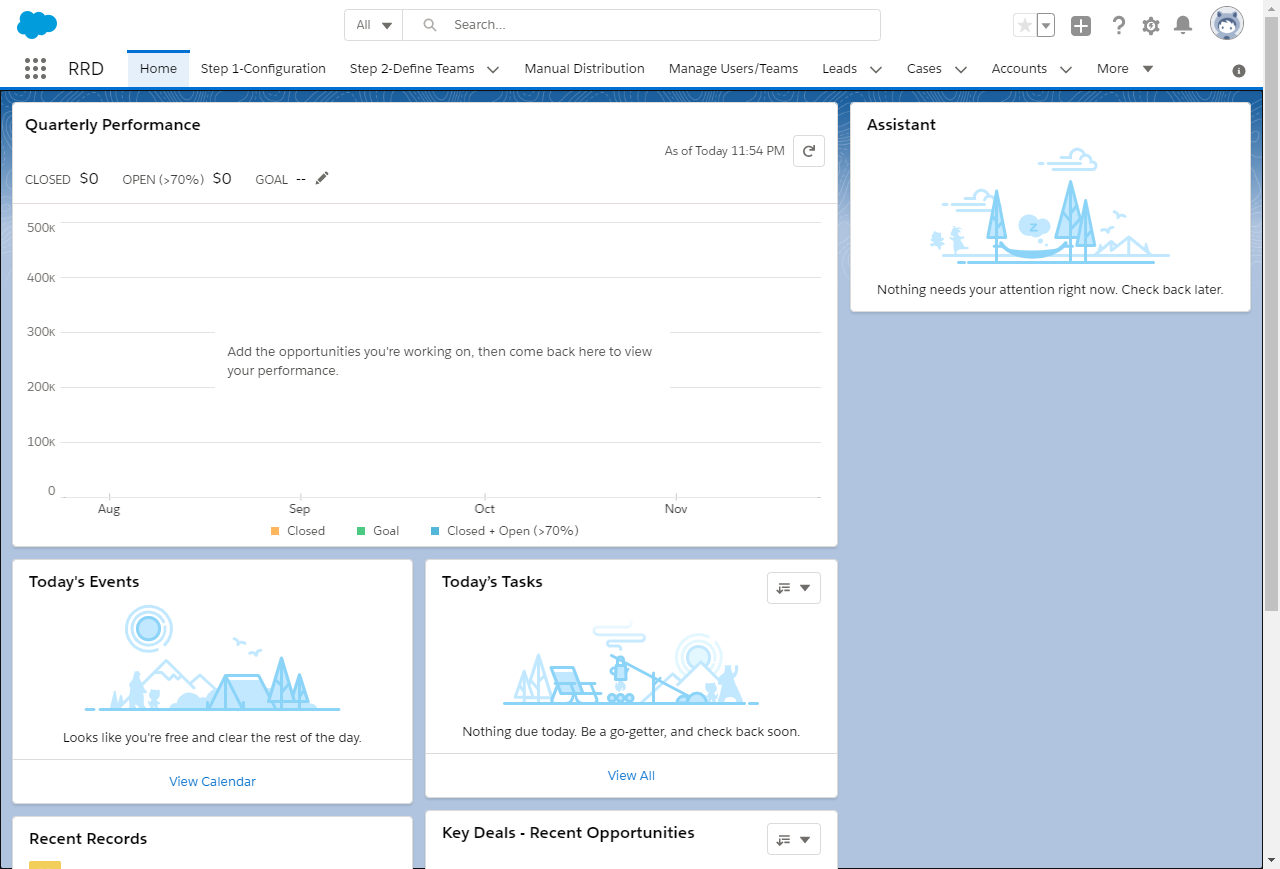 All
Search...
RRD
Home
Step 1-Configuration
Step 2-Define Teams
Manual Distribution
Manage Users/Teams
Leads
Cases
Accounts
More
Quarterly Performance
As of Today 11:54 PM
CLOSED $0 OPEN (>70%) $0 GOAL --
500K
400K
300K
200K
100K
0
Add the opportunities you're working on, then come back here to view
your performance.
Aug Sep Oct Nov
Closed Goal Closed + Open (>70%)
Assistant
z
Nothing needs your attention right now. Check back later.
Today's Events
Looks like you're free and clear the rest of the day.
View Calendar
Today’s Tasks
Nothing due today. Be a go-getter, and check back soon.
View All
Recent Records
Key Deals - Recent Opportunities